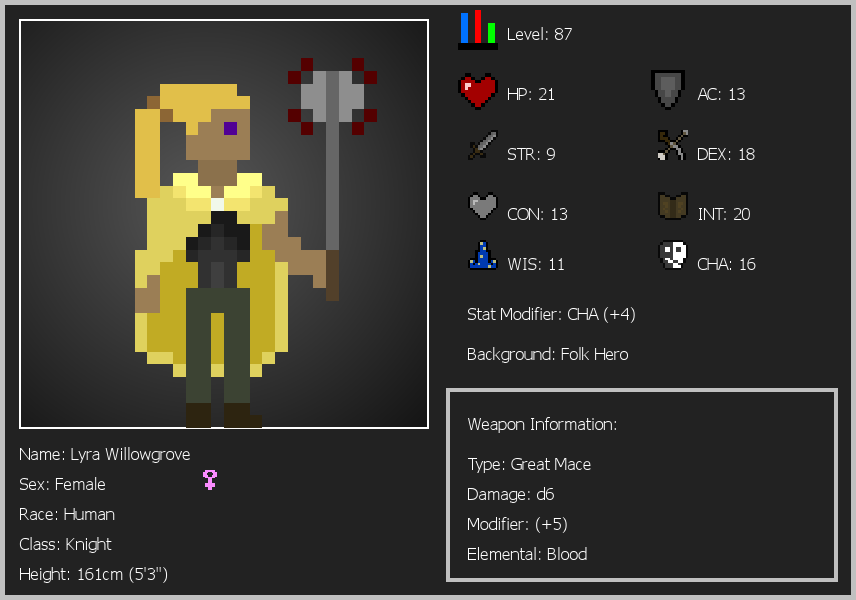 Level: 87
HP: 21
AC: 13
STR: 9
DEX: 18
CON: 13
INT: 20
WIS: 11
CHA: 16
Stat Modifier: CHA (+4)
Background: Folk Hero
Weapon Information:
Type: Great Mace
Damage: d6
Modifier: (+5)
Elemental: Blood
Name: Lyra Willowgrove
Sex: Female
Race: Human
Class: Knight
Height: 161cm (5'3")